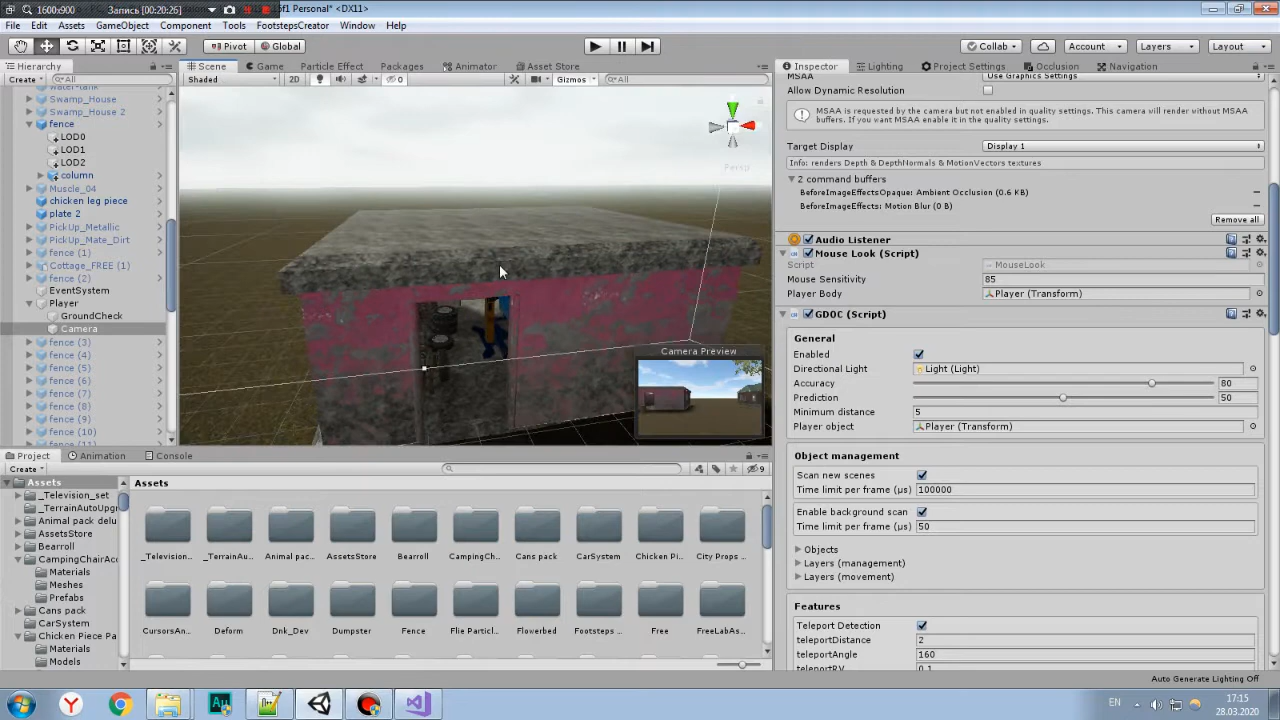 1600x900 Запись [00:20:26] of1 Personal* <DX11>
File Edit Assets GameObject Component Tools FootstepsCreator Window Help
Pivot Global Collab Account Layers Layout
Hierarchy Scene Game Particle Effect Packages Animator Asset Store Inspector Lighting Project Settings Occlusion Navigation
Create All Shaded 2D 0 Gizmos All
MSAA Use Graphics Settings
water-tank
Swamp_House
Swamp_House 2
fence
LOD0
LOD1
LOD2
column
Muscle_04
chicken leg piece
plate 2
PickUp_Metallic
PickUp_Mate_Dirt
fence (1)
Cottage_FREE (1)
fence (2)
EventSystem
Player
GroundCheck
Camera
fence (3)
fence (4)
fence (5)
fence (6)
fence (7)
fence (8)
fence (9)
fence (10)
fence (11)
Persp
Camera Preview
Allow Dynamic Resolution
MSAA is requested by the camera but not enabled in quality settings. This camera will render without MSAA
buffers. If you want MSAA enable it in the quality settings.
Target Display Display 1
Info: renders Depth & DepthNormals & MotionVectors textures
2 command buffers
BeforeImageEffectsOpaque: Ambient Occlusion (0.6 KB)
BeforeImageEffects: Motion Blur (0 B)
Remove all
Audio Listener
Mouse Look (Script)
Script MouseLook
Mouse Sensitivity 85
Player Body Player (Transform)
GDOC (Script)
General
Enabled
Directional Light Light (Light)
Accuracy 80
Prediction 50
Minimum distance 5
Player object Player (Transform)
Object management
Scan new scenes
Time limit per frame (µs) 100000
Enable background scan
Time limit per frame (µs) 50
Objects
Layers (management)
Layers (movement)
Features
Teleport Detection
teleportDistance 2
teleportAngle 160
teleportRV 0.1
Project Animation Console
Create 9
Assets
_Television_set
_TerrainAutoUpgr
Animal pack delu
AssetsStore
Bearroll
CampingChairAcc
Materials
Meshes
Prefabs
Cans pack
CarSystem
Chicken Piece Pa
Materials
Models
Assets
_Television... _TerrainAu... Animal pac... AssetsStore Bearroll CampingCh... Cans pack CarSystem Chicken Pi... City Props ...
CursorsAn... Deform Dnk_Dev Dumpster Fence Flie Particl... Flowerbed Footsteps ... Free FreeLabAs...
Auto Generate Lighting Off
EN 17:15
28.03.2020